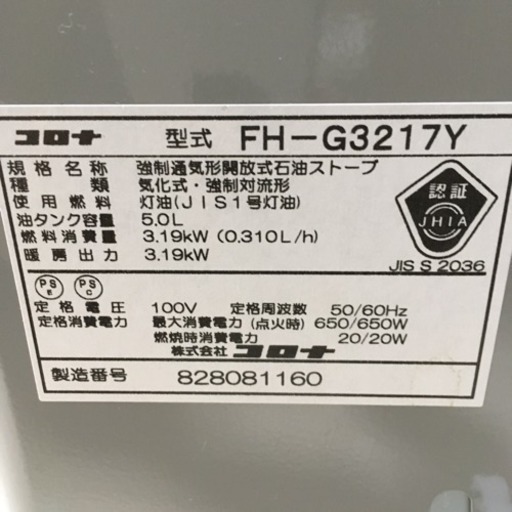 コロナ 型式 FH-G3217Y
規格名称 強制通気形開放式石油ストーブ
種類 気化式・強制対流形
使用燃料 灯油(JIS1号灯油)
油タンク容量 5.0L
燃料消費量 3.19kW (0.310L/h)
暖房出力 3.19kW
認証
JHIA
JIS S 2036
PS E PS C
定格電圧 100V 定格周波数 50/60Hz
定格消費電力 最大消費電力 (点火時) 650/650W
燃焼時消費電力 20/20W
株式会社コロナ
製造番号 828081160